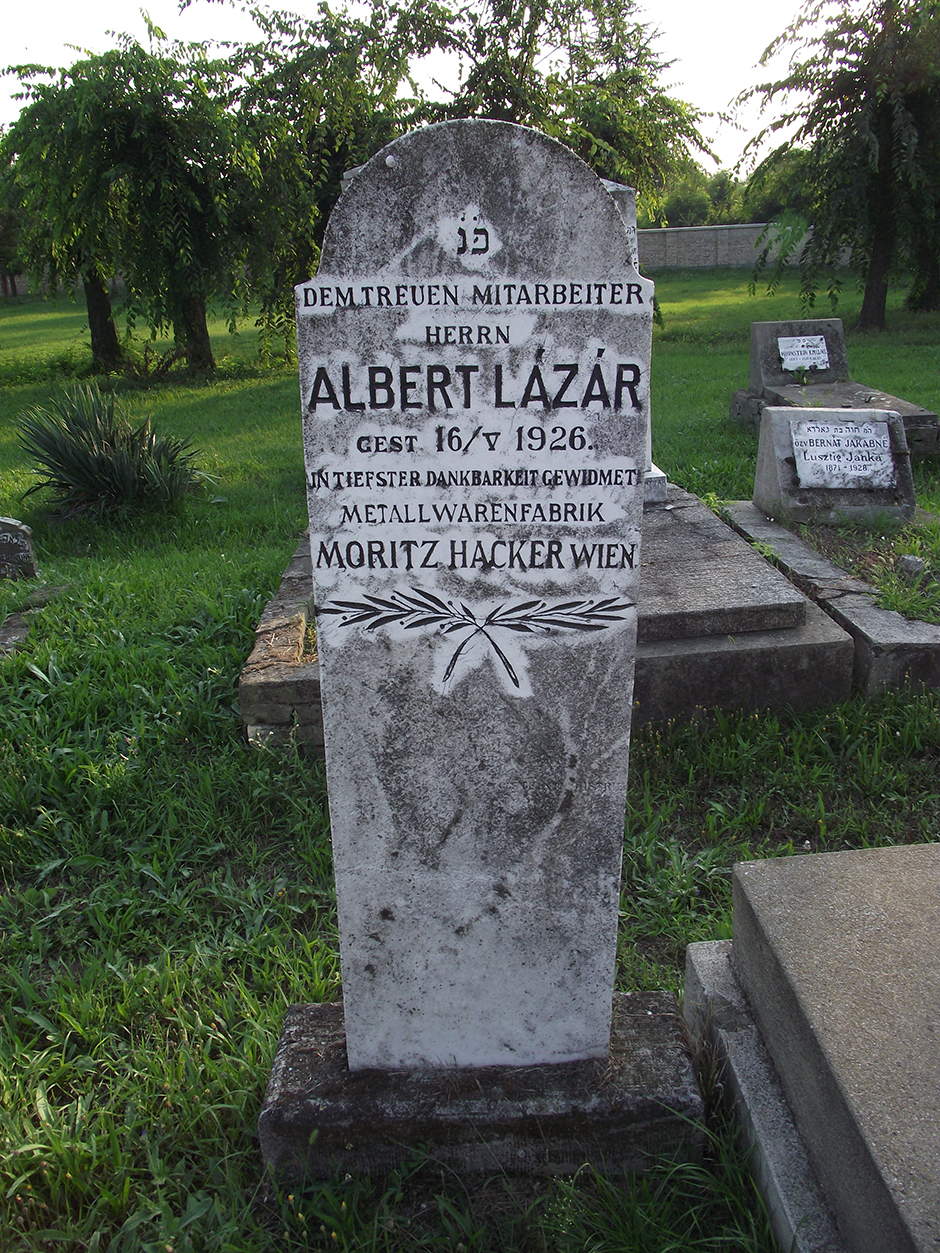 פנ
DEM TREUEN MITARBEITER
HERRN
ALBERT LÁZÁR
GEST 16/V 1926.
IN TIEFSTER DANKBARKEIT GEWIDMET
METALLWARENFABRIK
MORITZ HACKER WIEN
ÖZV BERNÁT JAKABNÉ
Lusztig Janka
1871-1928